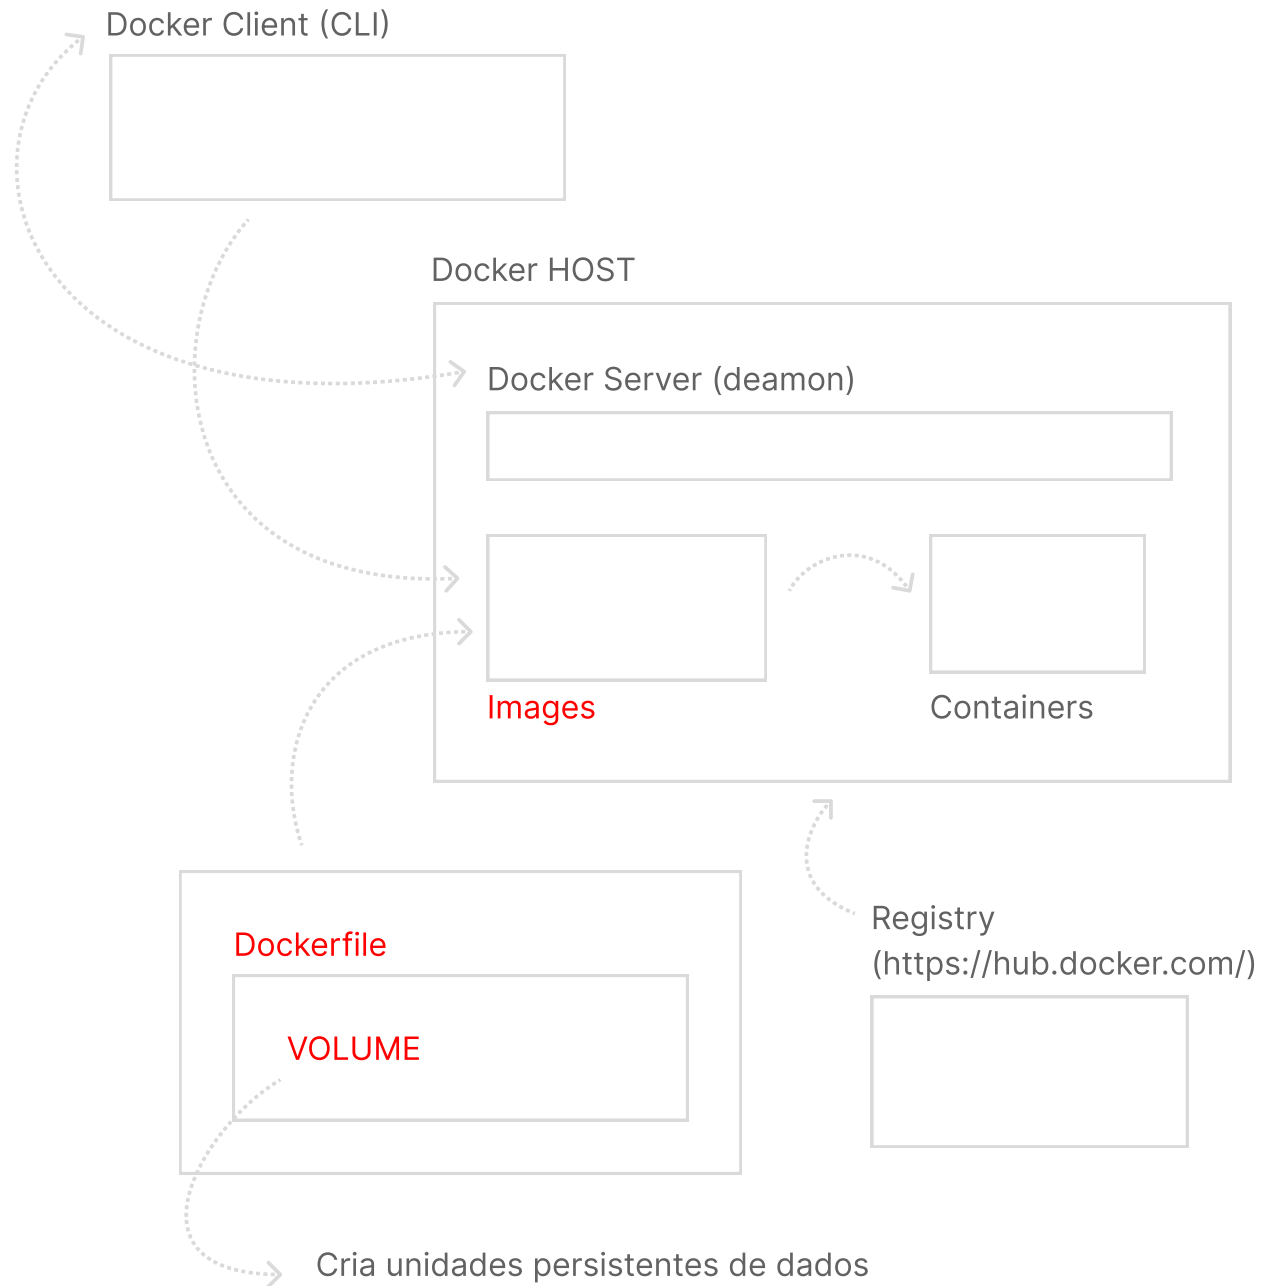 Docker Client (CLI)
Docker HOST
Docker Server (deamon)
Images
Containers
Dockerfile
VOLUME
Registry
(https://hub.docker.com/)
Cria unidades persistentes de dados